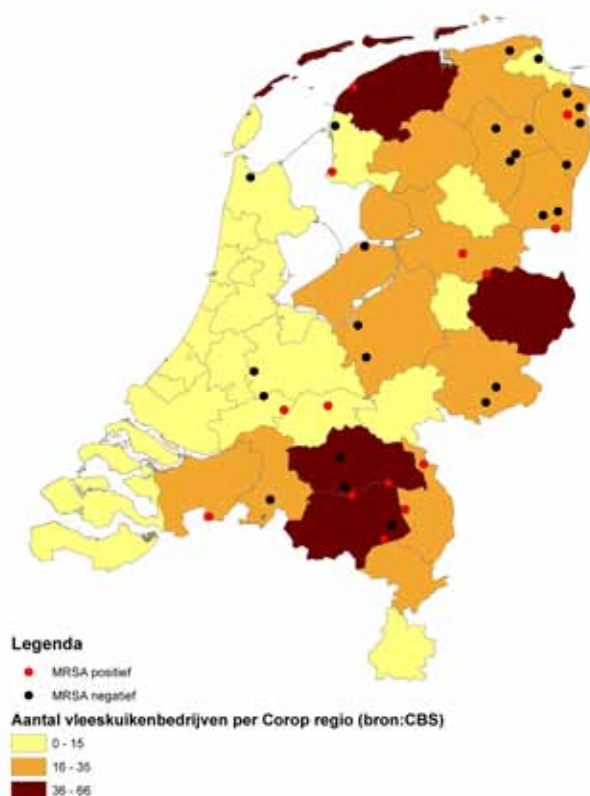 Legenda
MRSA positief
MRSA negatief
Aantal vleeskuikenbedrijven per Corop regio (bron:CBS)
0 - 15
16 - 35
36 - 66